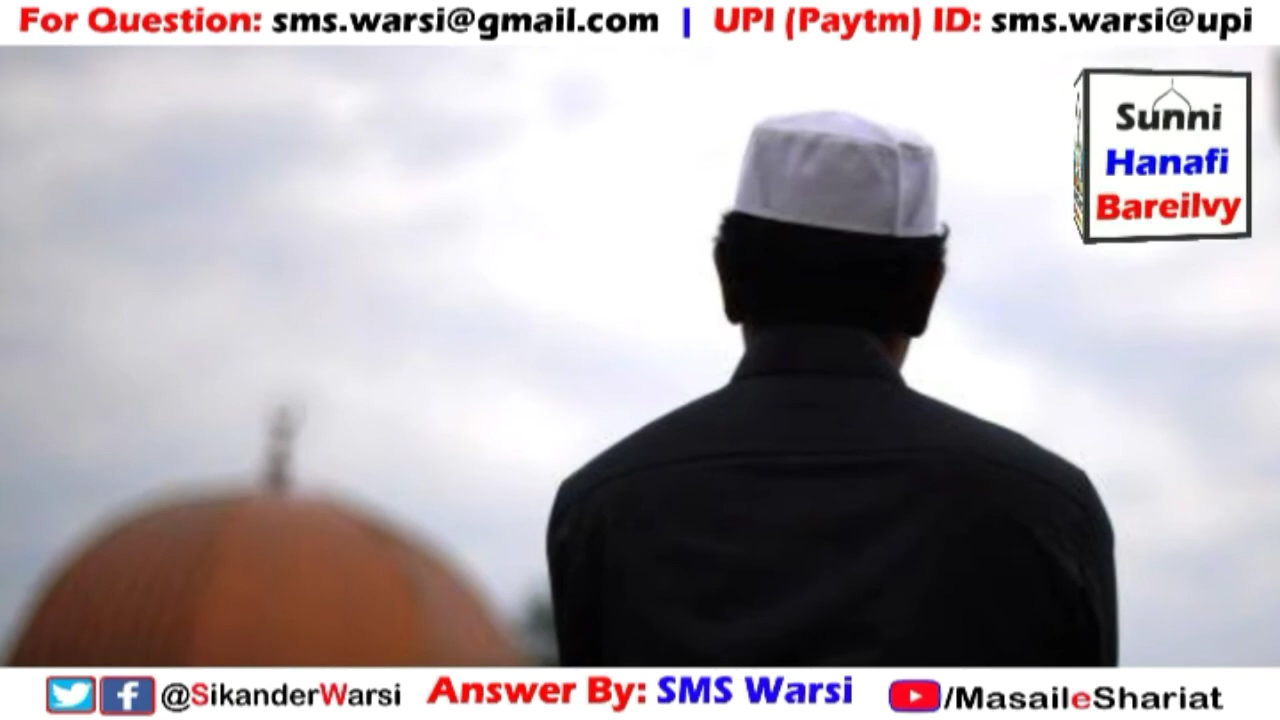 For Question: sms.warsi@gmail.com | UPI (Paytm) ID: sms.warsi@upi
Sunni
Hanafi
Bareilvy
@SikanderWarsi Answer By: SMS Warsi /MasaileShariat